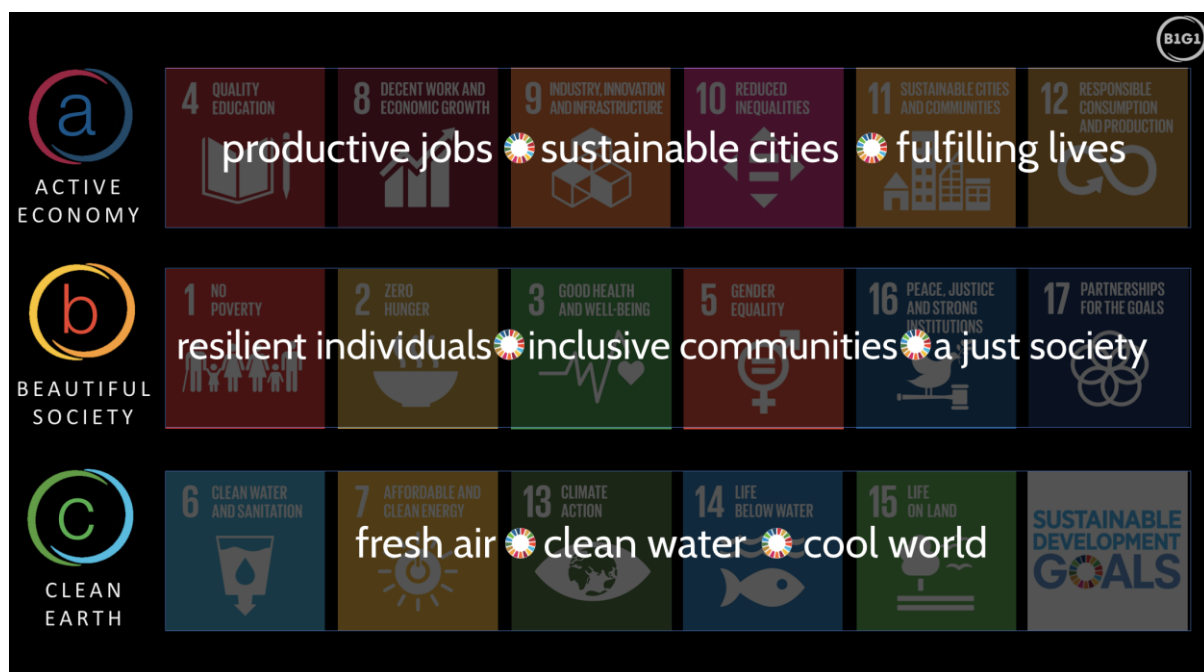 B1G1
a
ACTIVE
ECONOMY
4 QUALITY
EDUCATION
8 DECENT WORK AND
ECONOMIC GROWTH
9 INDUSTRY, INNOVATION
AND INFRASTRUCTURE
10 REDUCED
INEQUALITIES
11 SUSTAINABLE CITIES
AND COMMUNITIES
12 RESPONSIBLE
CONSUMPTION
AND PRODUCTION
productive jobs sustainable cities fulfilling lives
b
BEAUTIFUL
SOCIETY
1 NO
POVERTY
2 ZERO
HUNGER
3 GOOD HEALTH
AND WELL-BEING
5 GENDER
EQUALITY
16 PEACE, JUSTICE
AND STRONG
INSTITUTIONS
17 PARTNERSHIPS
FOR THE GOALS
resilient individuals inclusive communities a just society
c
CLEAN
EARTH
6 CLEAN WATER
AND SANITATION
7 AFFORDABLE AND
CLEAN ENERGY
13 CLIMATE
ACTION
14 LIFE
BELOW WATER
15 LIFE
ON LAND
SUSTAINABLE
DEVELOPMENT
GOALS
fresh air clean water cool world